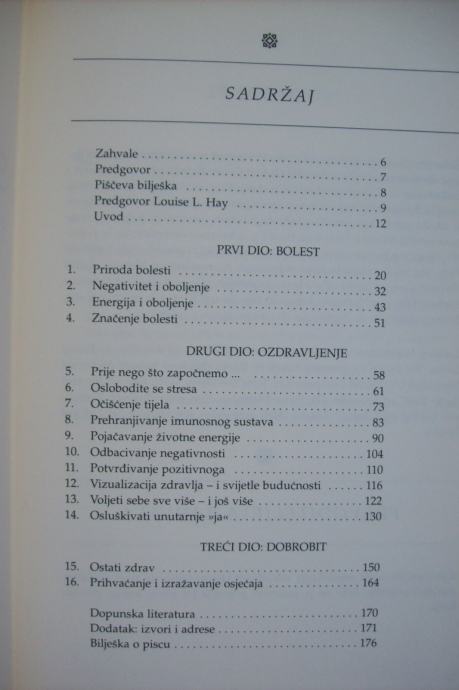 SADRŽAJ
Zahvale 6
Predgovor 7
Piščeva bilješka 8
Predgovor Louise L. Hay 9
Uvod 12
PRVI DIO: BOLEST
1. Priroda bolesti 20
2. Negativitet i oboljenje 32
3. Energija i oboljenje 43
4. Značenje bolesti 51
DRUGI DIO: OZDRAVLJENJE
5. Prije nego što započnemo ... 58
6. Oslobodite se stresa 61
7. Očišćenje tijela 73
8. Prehranjivanje imunosnog sustava 83
9. Pojačavanje životne energije 90
10. Odbacivanje negativnosti 104
11. Potvrđivanje pozitivnoga 110
12. Vizualizacija zdravlja – i svijetle budućnosti 116
13. Voljeti sebe sve više – i još više 122
14. Osluškivati unutarnje »ja« 130
TREĆI DIO: DOBROBIT
15. Ostati zdrav 150
16. Prihvaćanje i izražavanje osjećaja 164
Dopunska literatura 170
Dodatak: izvori i adrese 171
Bilješka o piscu 176